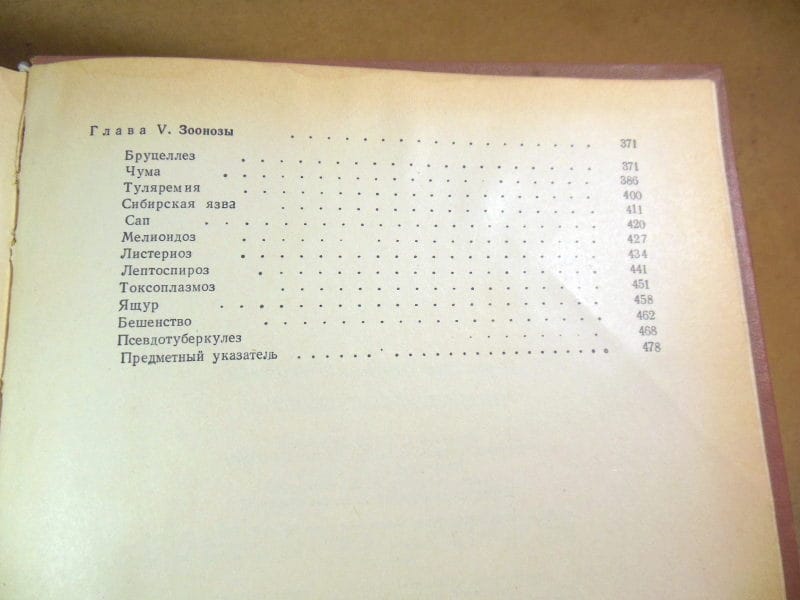 Глава V. Зоонозы . . . . . . . . . . . . . . . . . 371
Бруцеллез . . . . . . . . . . . . . . . . . . . 371
Чума . . . . . . . . . . . . . . . . . . . . 386
Туляремия . . . . . . . . . . . . . . . . . . . 400
Сибирская язва . . . . . . . . . . . . . . . . . 411
Сап . . . . . . . . . . . . . . . . . . . . . 420
Мелиоидоз . . . . . . . . . . . . . . . . . . . 427
Листериоз . . . . . . . . . . . . . . . . . . . 434
Лептоспироз . . . . . . . . . . . . . . . . . . 441
Токсоплазмоз . . . . . . . . . . . . . . . . . 451
Ящур . . . . . . . . . . . . . . . . . . . . 458
Бешенство . . . . . . . . . . . . . . . . . . 462
Псевдотуберкулез . . . . . . . . . . . . . . . . 468
Предметный указатель . . . . . . . . . . . . . . . . 478